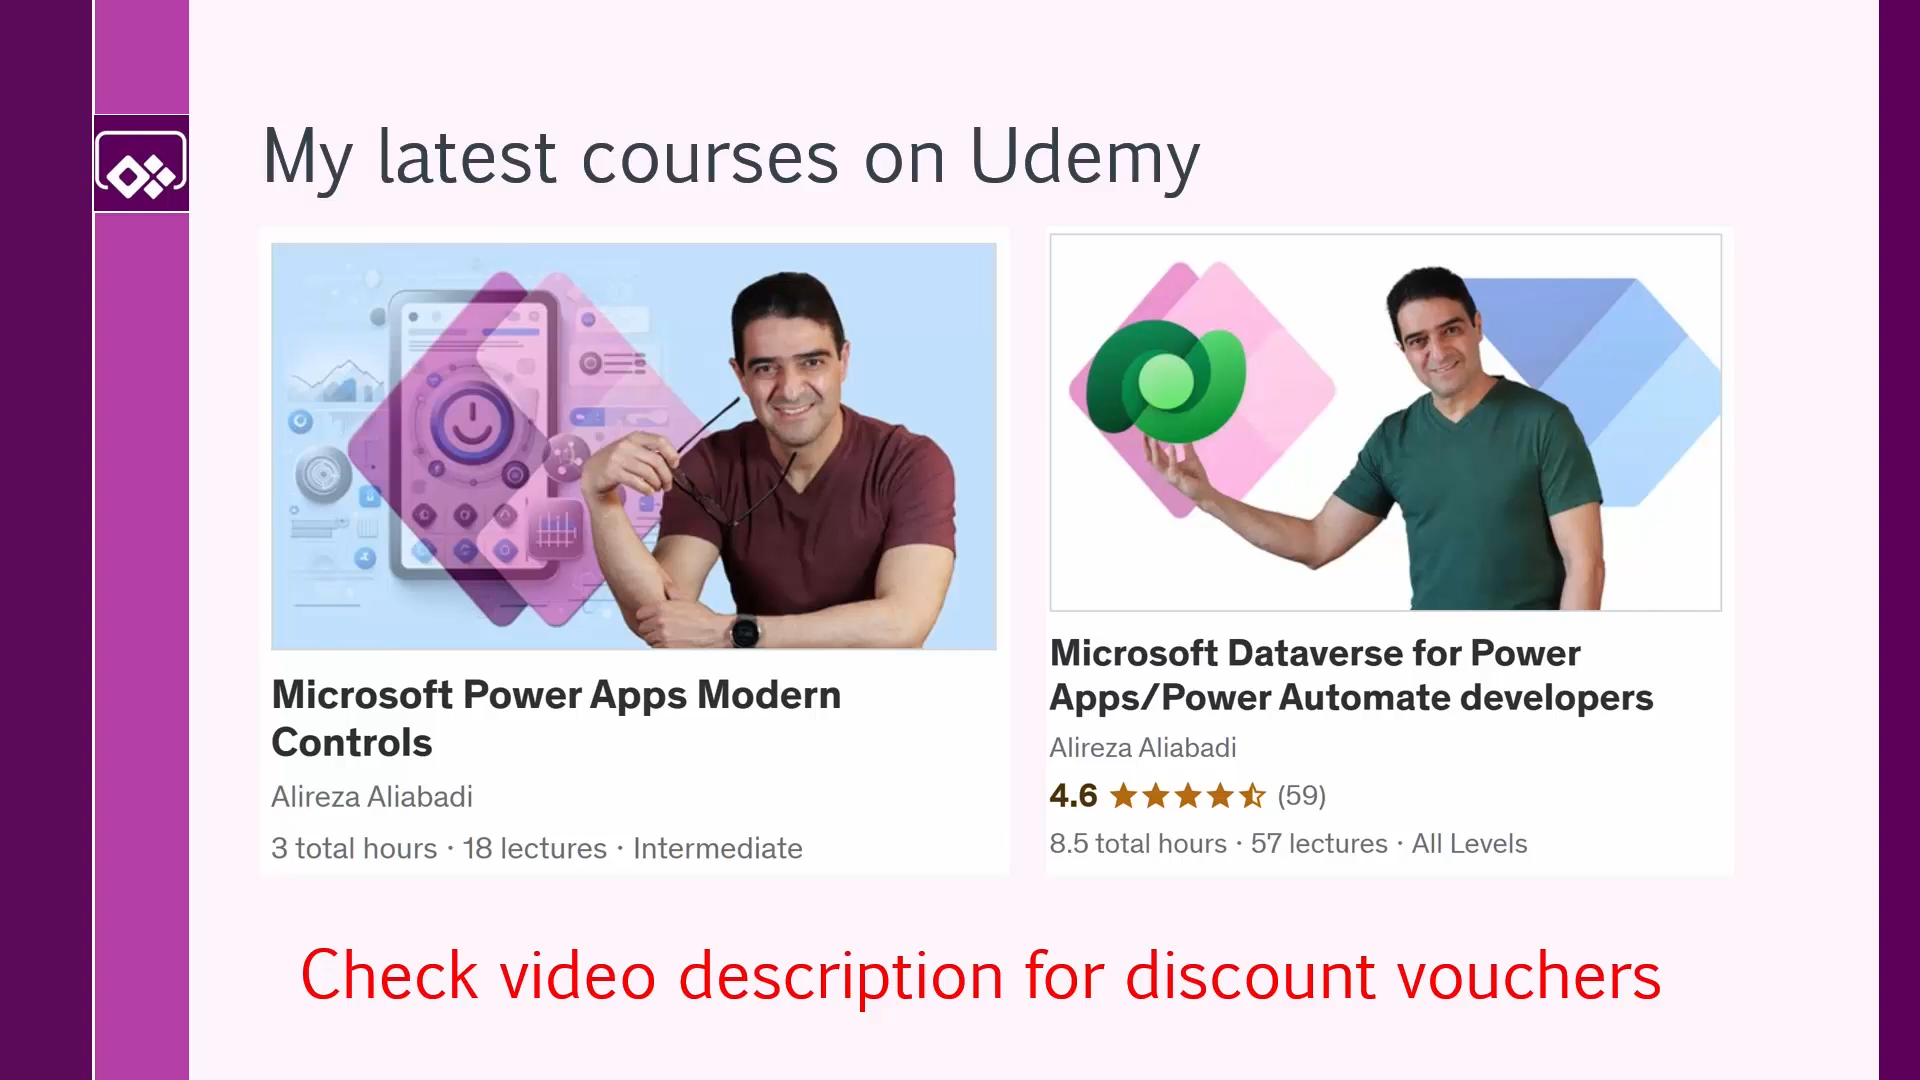 My latest courses on Udemy
Microsoft Power Apps Modern
Controls
Alireza Aliabadi
3 total hours · 18 lectures · Intermediate
Microsoft Dataverse for Power
Apps/Power Automate developers
Alireza Aliabadi
4.6 (59)
8.5 total hours · 57 lectures · All Levels
Check video description for discount vouchers